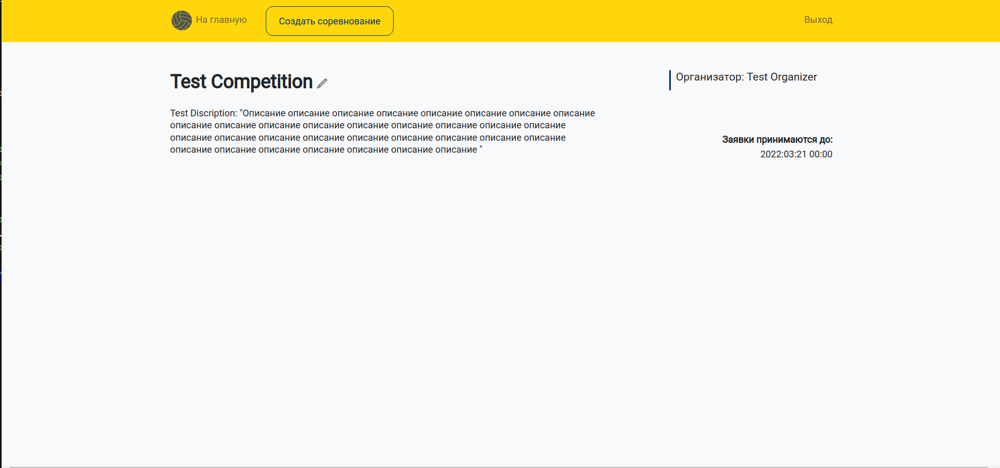 На главную
Создать соревнование
Выход
Test Competition
Организатор: Test Organizer
Test Discription: "Описание описание описание описание описание описание описание описание
описание описание описание описание описание описание описание описание описание
описание описание описание описание описание описание описание описание описание
описание описание описание описание описание описание описание "
Заявки принимаются до:
2022:03:21 00:00